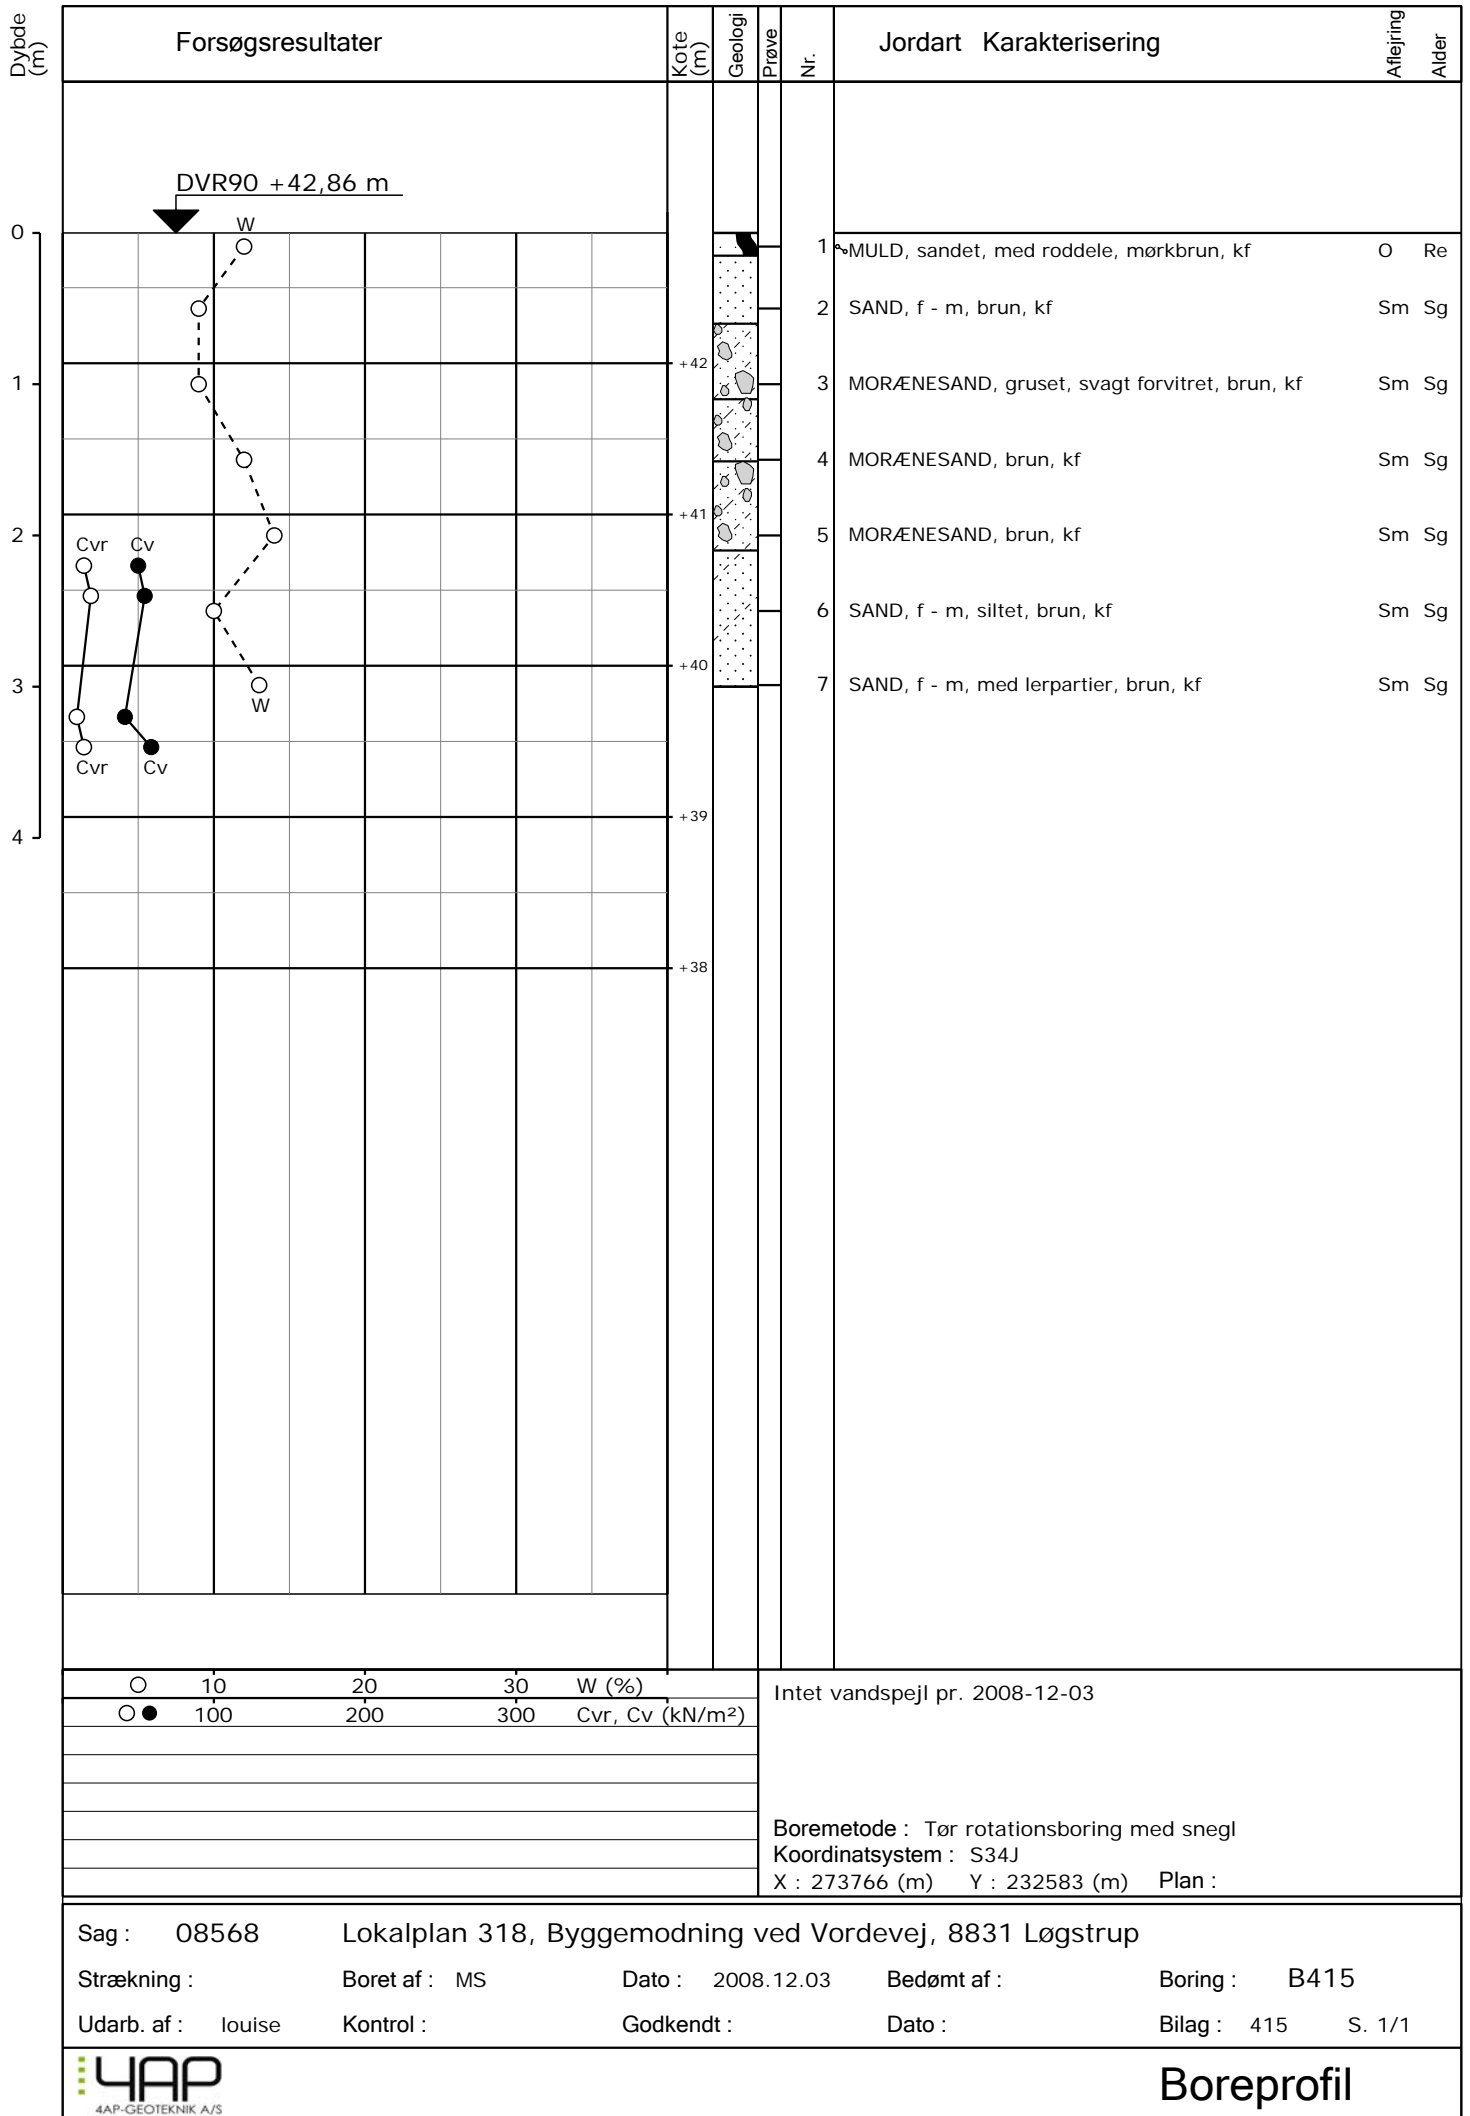 Dybde (m) Forsøgsresultater Kote (m) Geologi Prøve Nr. Jordart Karakterisering Aflejring Alder
DVR90 +42,86 m
W
0
1 MULD, sandet, med roddele, mørkbrun, kf O Re
2 SAND, f - m, brun, kf Sm Sg
+42
1 3 MORÆNESAND, gruset, svagt forvitret, brun, kf Sm Sg
4 MORÆNESAND, brun, kf Sm Sg
+41
2 5 MORÆNESAND, brun, kf Sm Sg
Cvr Cv
6 SAND, f - m, siltet, brun, kf Sm Sg
+40
3 7 SAND, f - m, med lerpartier, brun, kf Sm Sg
W
Cvr Cv
+39
4
+38
10 20 30 W (%)
100 200 300 Cvr, Cv (kN/m²)
Intet vandspejl pr. 2008-12-03
Boremetode : Tør rotationsboring med snegl
Koordinatsystem : S34J
X : 273766 (m) Y : 232583 (m) Plan :
Sag : 08568 Lokalplan 318, Byggemodning ved Vordevej, 8831 Løgstrup
Strækning : Boret af : MS Dato : 2008.12.03 Bedømt af : Boring : B415
Udarb. af : louise Kontrol : Godkendt : Dato : Bilag : 415 S. 1/1
4AP
4AP-GEOTEKNIK A/S
Boreprofil